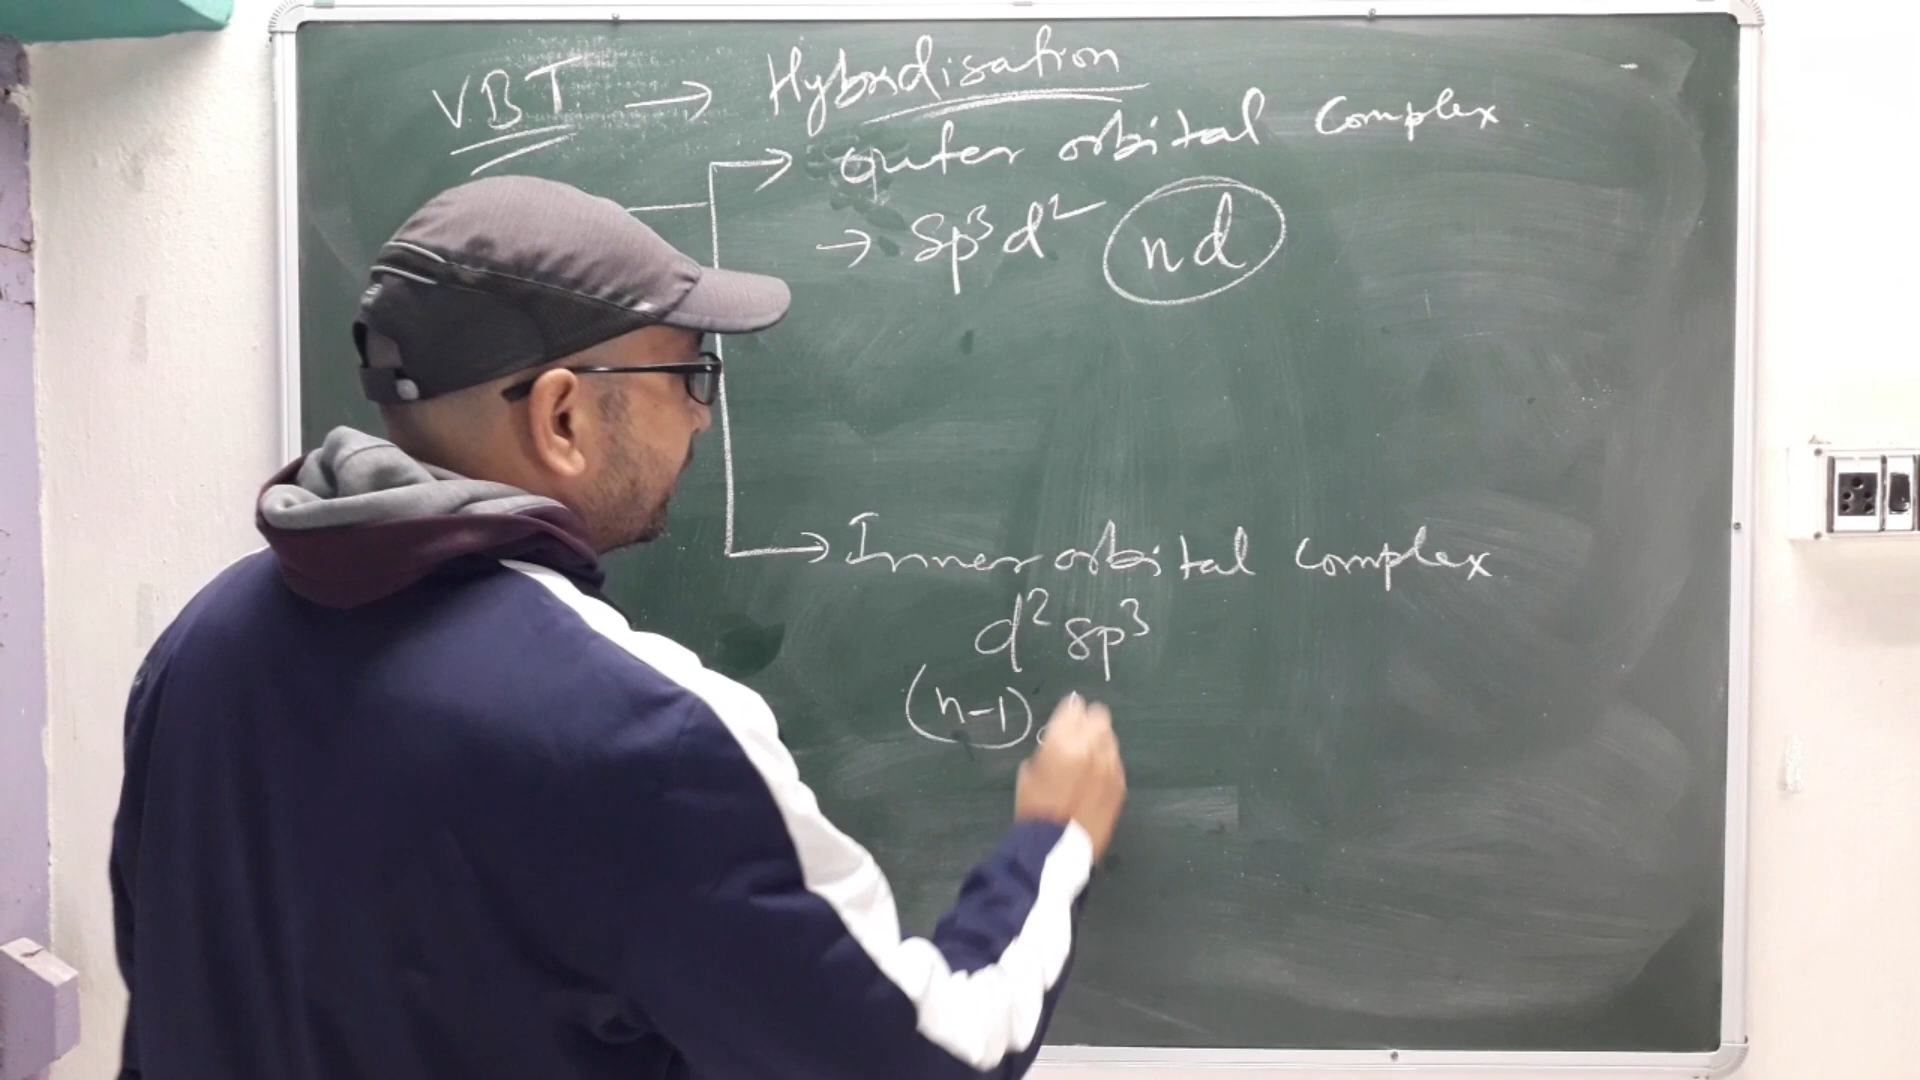 VBT → Hybridisation
→ outer orbital complex.
→ sp³d² nd
→ Inner orbital complex.
d²sp³
(n-1)d